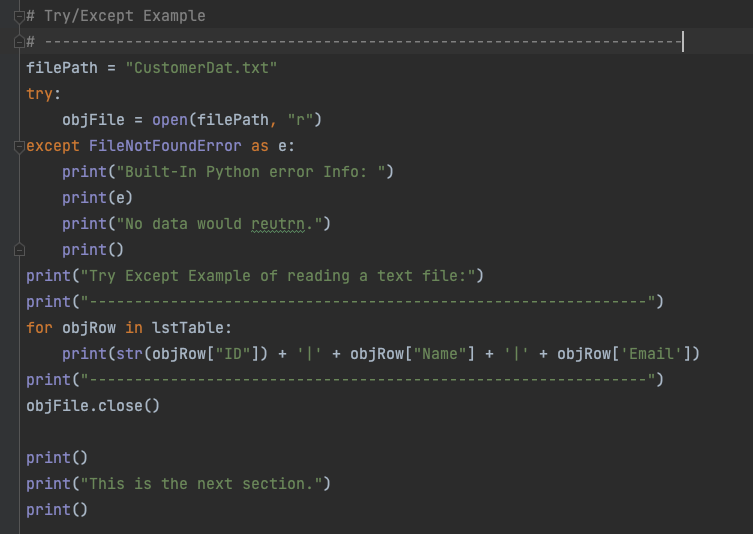 # Try/Except Example
# -----------------------------------------------------------------------
filePath = "CustomerDat.txt"
try:
    objFile = open(filePath, "r")
except FileNotFoundError as e:
    print("Built-In Python error Info: ")
    print(e)
    print("No data would reutrn.")
    print()
print("Try Except Example of reading a text file:")
print("--------------------------------------------------------------")
for objRow in lstTable:
    print(str(objRow["ID"]) + '|' + objRow["Name"] + '|' + objRow['Email'])
print("--------------------------------------------------------------")
objFile.close()

print()
print("This is the next section.")
print()